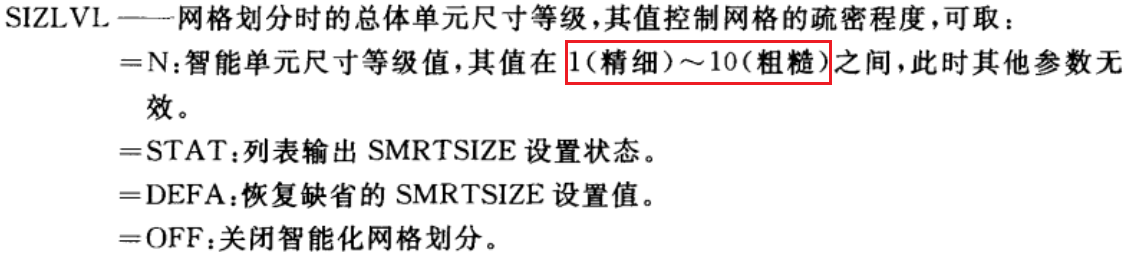 SIZLVL ——网格划分时的总体单元尺寸等级,其值控制网格的疏密程度,可取:
=N:智能单元尺寸等级值,其值在 1(精细)~10(粗糙)之间,此时其他参数无
效。
=STAT:列表输出 SMRTSIZE 设置状态。
=DEFA:恢复缺省的 SMRTSIZE 设置值。
=OFF:关闭智能化网格划分。